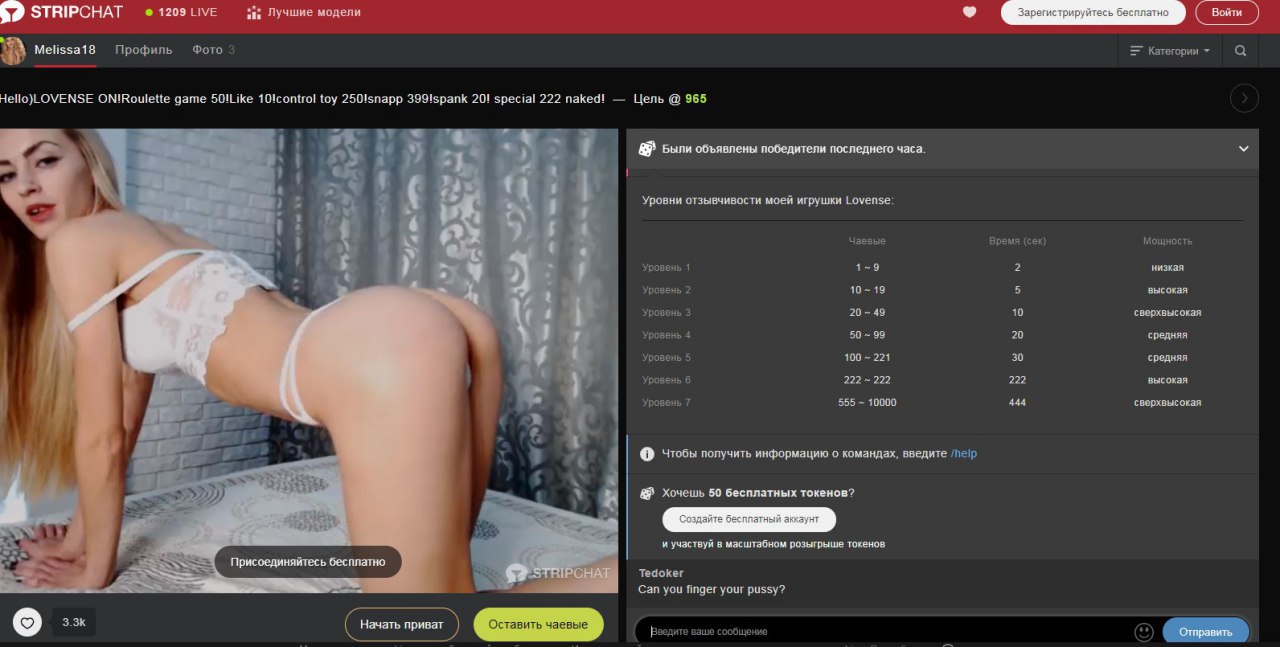 STRIPCHAT
1209 LIVE
Лучшие модели
Зарегистрируйтесь бесплатно
Войти
Melissa18
Профиль
Фото 3
Категории
Hello)LOVENSE ON!Roulette game 50!Like 10!control toy 250!snapp 399!spank 20! special 222 naked! — Цель @ 965
Были объявлены победители последнего часа.
Уровни отзывчивости моей игрушки Lovense:
Чаевые Время (сек) Мощность
Уровень 1 1 ~ 9 2 низкая
Уровень 2 10 ~ 19 5 высокая
Уровень 3 20 ~ 49 10 сверхвысокая
Уровень 4 50 ~ 99 20 средняя
Уровень 5 100 ~ 221 30 средняя
Уровень 6 222 ~ 222 222 высокая
Уровень 7 555 ~ 10000 444 сверхвысокая
Чтобы получить информацию о командах, введите /help
Хочешь 50 бесплатных токенов?
Создайте бесплатный аккаунт
и участвуй в масштабном розыгрыше токенов
Tedoker
Can you finger your pussy?
Введите ваше сообщение
Отправить
Присоединяйтесь бесплатно
STRIPCHAT
3.3k
Начать приват
Оставить чаевые